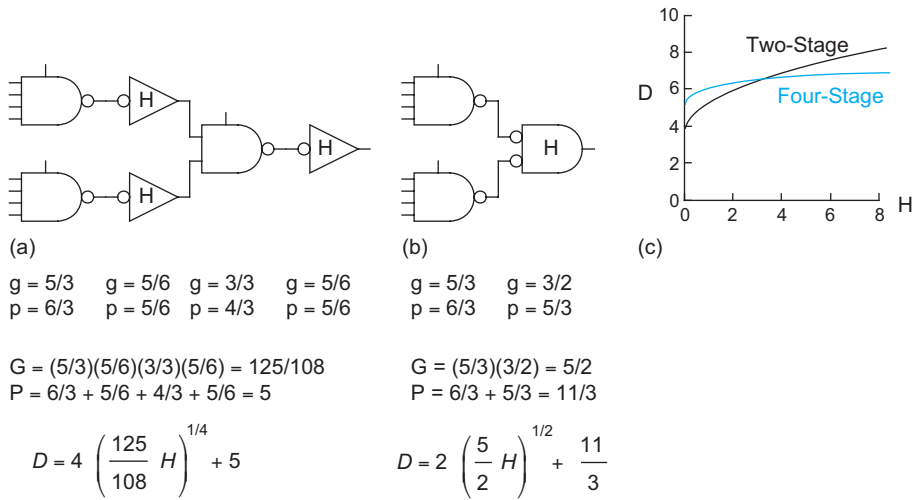 H
H
H
(a)
g = 5/3 g = 5/6 g = 3/3 g = 5/6
p = 6/3 p = 5/6 p = 4/3 p = 5/6
G = (5/3)(5/6)(3/3)(5/6) = 125/108
P = 6/3 + 5/6 + 4/3 + 5/6 = 5
D = 4 (125/108 H)^1/4 + 5
H
(b)
g = 5/3 g = 3/2
p = 6/3 p = 5/3
G = (5/3)(3/2) = 5/2
P = 6/3 + 5/3 = 11/3
D = 2 (5/2 H)^1/2 + 11/3
10
8
6
4
2
0
D
Two-Stage
Four-Stage
0 2 4 6 8 H
(c)